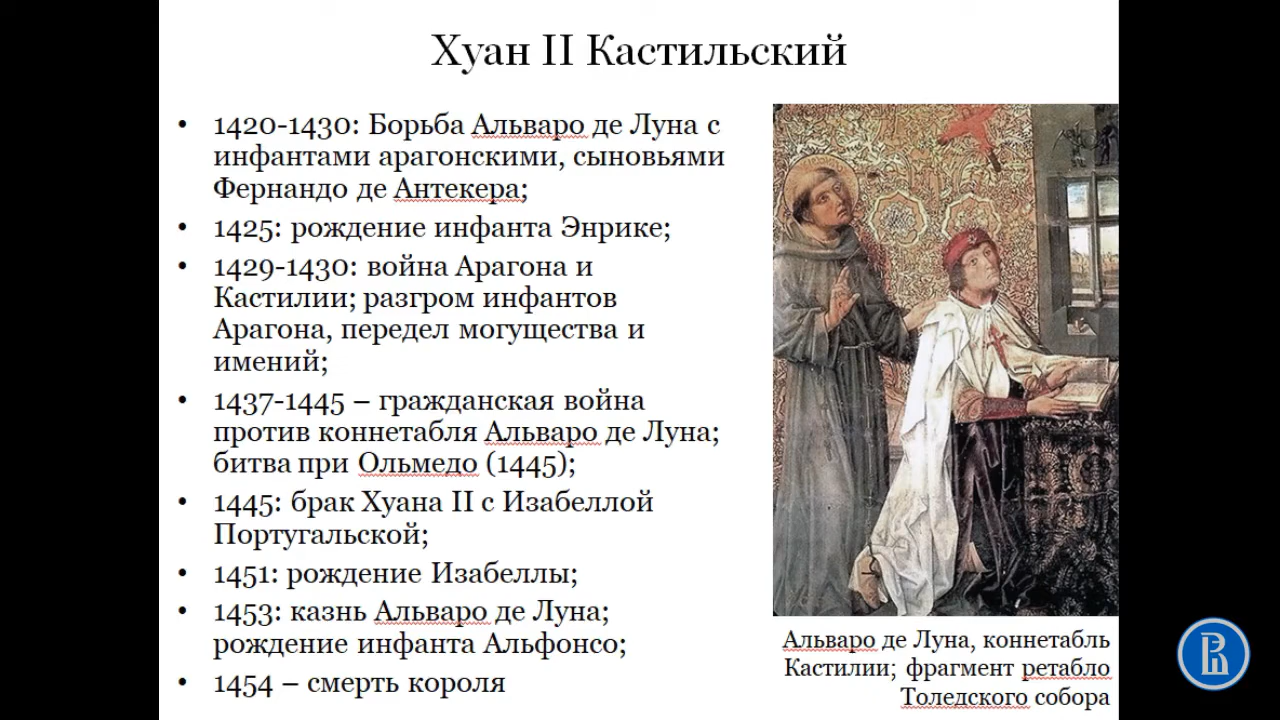 Хуан II Кастильский
• 1420-1430: Борьба Альваро де Луна с
инфантами арагонскими, сыновьями
Фернандо де Антекера;
• 1425: рождение инфанта Энрике;
• 1429-1430: война Арагона и
Кастилии; разгром инфантов
Арагона, передел могущества и
имений;
• 1437-1445 – гражданская война
против коннетабля Альваро де Луна;
битва при Ольмедо (1445);
• 1445: брак Хуана II с Изабеллой
Португальской;
• 1451: рождение Изабеллы;
• 1453: казнь Альваро де Луна;
рождение инфанта Альфонсо;
• 1454 – смерть короля
Альваро де Луна, коннетабль
Кастилии; фрагмент ретабло
Толедского собора